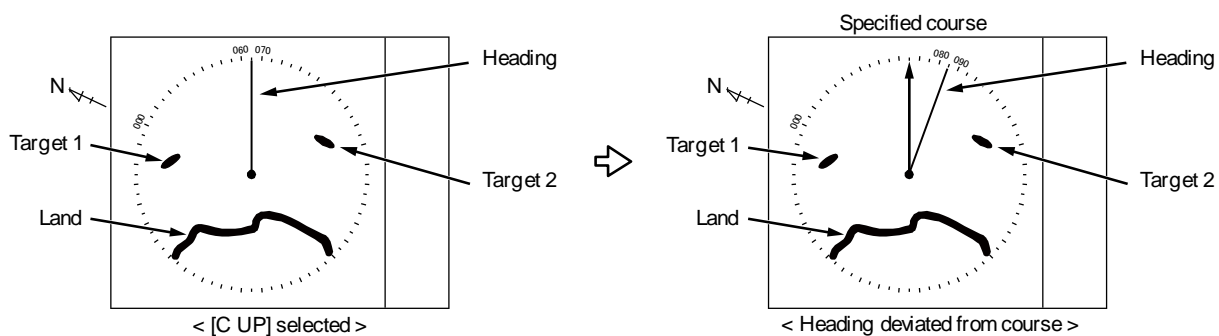 Specified course
060 070
Heading
N
000
Target 1
Target 2
Land
< [C UP] selected >
080 090
Heading
N
000
Target 1
Target 2
Land
< Heading deviated from course >